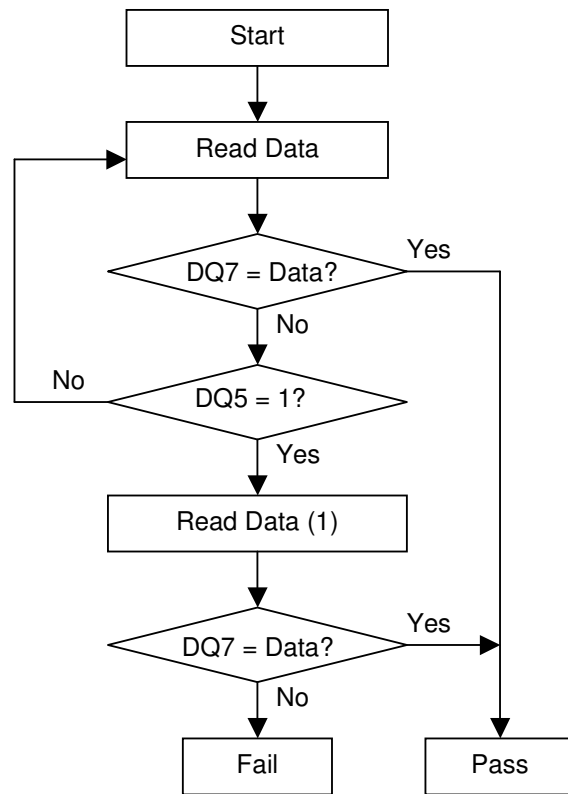 Start
Read Data
DQ7 = Data?
Yes
No
DQ5 = 1?
No
Yes
Read Data (1)
DQ7 = Data?
Yes
No
Fail
Pass